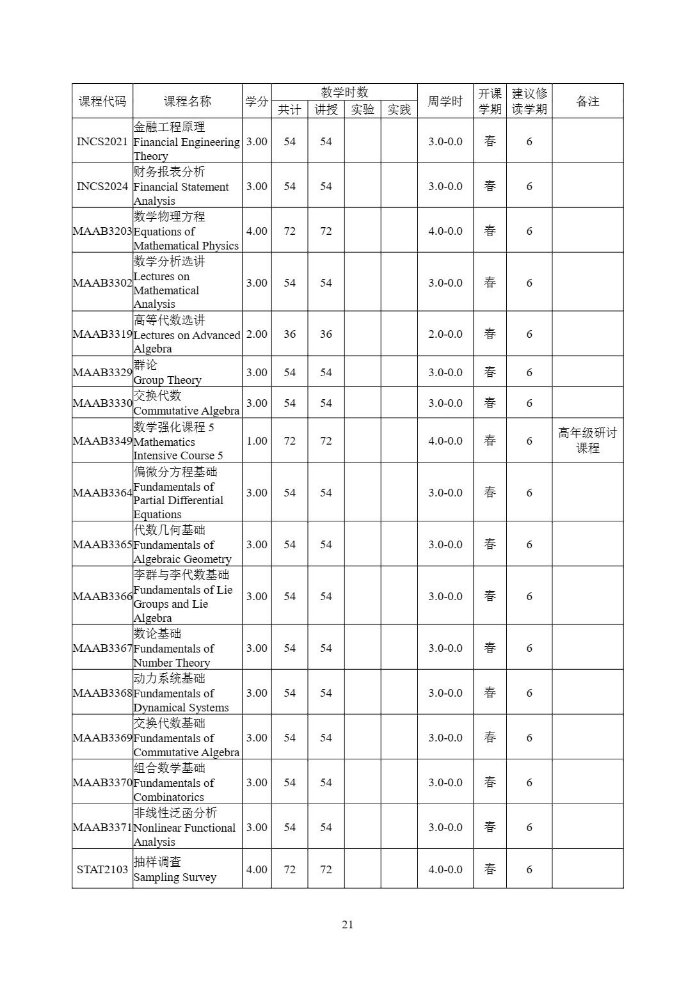 课程代码 课程名称 学分 教学时数 周学时 开课学期 建议修读学期 备注
共计 讲授 实验 实践
INCS2021 金融工程原理 Financial Engineering Theory 3.00 54 54 3.0-0.0 春 6
INCS2024 财务报表分析 Financial Statement Analysis 3.00 54 54 3.0-0.0 春 6
MAAB3203 数学物理方程 Equations of Mathematical Physics 4.00 72 72 4.0-0.0 春 6
MAAB3302 数学分析选讲 Lectures on Mathematical Analysis 3.00 54 54 3.0-0.0 春 6
MAAB3319 高等代数选讲 Lectures on Advanced Algebra 2.00 36 36 2.0-0.0 春 6
MAAB3329 群论 Group Theory 3.00 54 54 3.0-0.0 春 6
MAAB3330 交换代数 Commutative Algebra 3.00 54 54 3.0-0.0 春 6
MAAB3349 数学强化课程 5 Mathematics Intensive Course 5 1.00 72 72 4.0-0.0 春 6 高年级研讨课程
MAAB3364 偏微分方程基础 Fundamentals of Partial Differential Equations 3.00 54 54 3.0-0.0 春 6
MAAB3365 代数几何基础 Fundamentals of Algebraic Geometry 3.00 54 54 3.0-0.0 春 6
MAAB3366 李群与李代数基础 Fundamentals of Lie Groups and Lie Algebra 3.00 54 54 3.0-0.0 春 6
MAAB3367 数论基础 Fundamentals of Number Theory 3.00 54 54 3.0-0.0 春 6
MAAB3368 动力系统基础 Fundamentals of Dynamical Systems 3.00 54 54 3.0-0.0 春 6
MAAB3369 交换代数基础 Fundamentals of Commutative Algebra 3.00 54 54 3.0-0.0 春 6
MAAB3370 组合数学基础 Fundamentals of Combinatorics 3.00 54 54 3.0-0.0 春 6
MAAB3371 非线性泛函分析 Nonlinear Functional Analysis 3.00 54 54 3.0-0.0 春 6
STAT2103 抽样调查 Sampling Survey 4.00 72 72 4.0-0.0 春 6
21